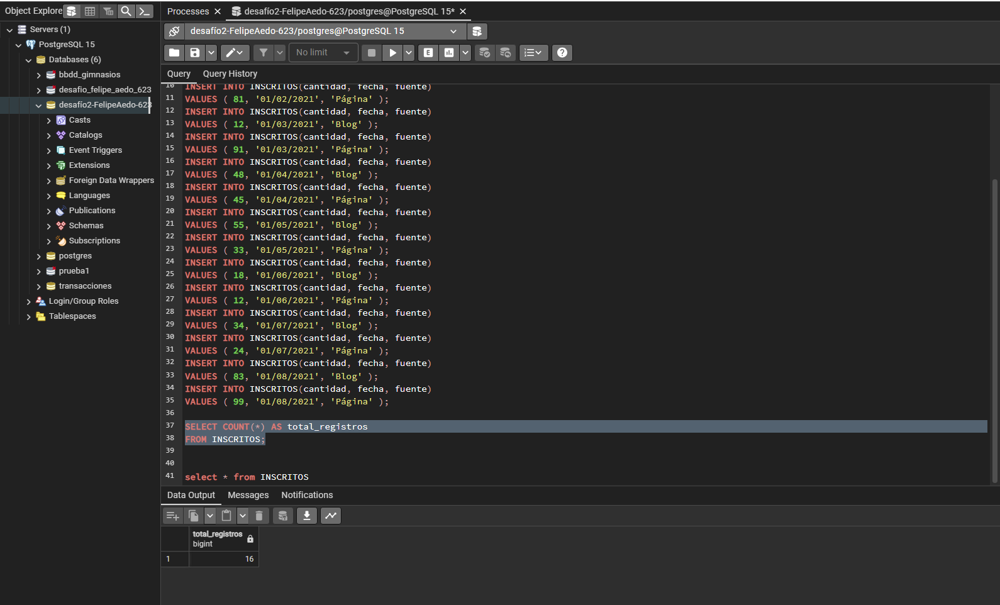 Object Explore
Processes
desafío2-FelipeAedo-623/postgres@PostgreSQL 15*
Servers (1)
PostgreSQL 15
Databases (6)
bbdd_gimnasios
desafio_felipe_aedo_623
desafío2-FelipeAedo-623
Casts
Catalogs
Event Triggers
Extensions
Foreign Data Wrappers
Languages
Publications
Schemas
Subscriptions
postgres
prueba1
transacciones
Login/Group Roles
Tablespaces
desafío2-FelipeAedo-623/postgres@PostgreSQL 15
No limit
E
Query Query History
10 INSERT INTO INSCRITOS(cantidad, fecha, fuente)
11 VALUES ( 81, '01/02/2021', 'Página' );
12 INSERT INTO INSCRITOS(cantidad, fecha, fuente)
13 VALUES ( 12, '01/03/2021', 'Blog' );
14 INSERT INTO INSCRITOS(cantidad, fecha, fuente)
15 VALUES ( 91, '01/03/2021', 'Página' );
16 INSERT INTO INSCRITOS(cantidad, fecha, fuente)
17 VALUES ( 48, '01/04/2021', 'Blog' );
18 INSERT INTO INSCRITOS(cantidad, fecha, fuente)
19 VALUES ( 45, '01/04/2021', 'Página' );
20 INSERT INTO INSCRITOS(cantidad, fecha, fuente)
21 VALUES ( 55, '01/05/2021', 'Blog' );
22 INSERT INTO INSCRITOS(cantidad, fecha, fuente)
23 VALUES ( 33, '01/05/2021', 'Página' );
24 INSERT INTO INSCRITOS(cantidad, fecha, fuente)
25 VALUES ( 18, '01/06/2021', 'Blog' );
26 INSERT INTO INSCRITOS(cantidad, fecha, fuente)
27 VALUES ( 12, '01/06/2021', 'Página' );
28 INSERT INTO INSCRITOS(cantidad, fecha, fuente)
29 VALUES ( 34, '01/07/2021', 'Blog' );
30 INSERT INTO INSCRITOS(cantidad, fecha, fuente)
31 VALUES ( 24, '01/07/2021', 'Página' );
32 INSERT INTO INSCRITOS(cantidad, fecha, fuente)
33 VALUES ( 83, '01/08/2021', 'Blog' );
34 INSERT INTO INSCRITOS(cantidad, fecha, fuente)
35 VALUES ( 99, '01/08/2021', 'Página' );
36
37 SELECT COUNT(*) AS total_registros
38 FROM INSCRITOS;
39
40
41 select * from INSCRITOS
Data Output Messages Notifications
total_registros
bigint
1 16